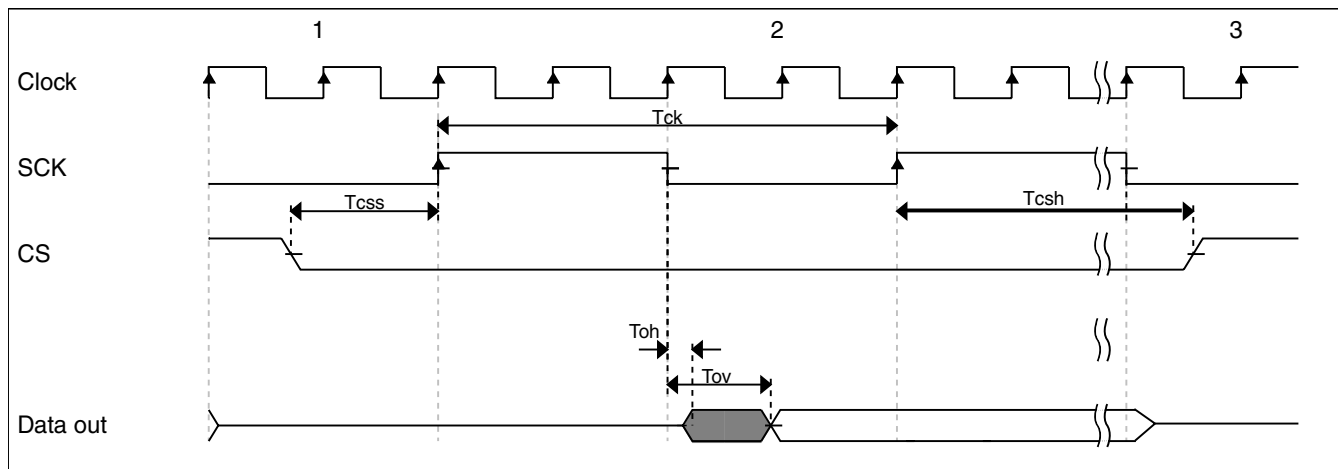 1 2 3
Clock
Tck
SCK
Tcss Tcsh
CS
Toh
Tov
Data out